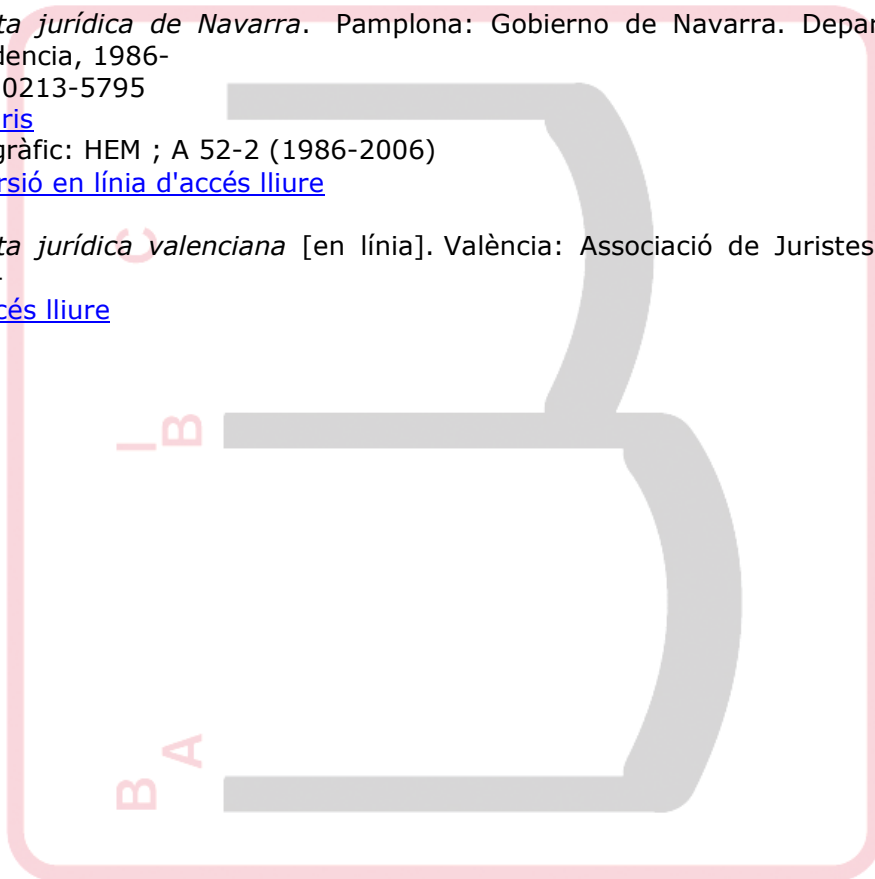 ta jurídica de Navarra. Pamplona: Gobierno de Navarra. Depar
dencia, 1986-
0213-5795
ris
gràfic: HEM ; A 52-2 (1986-2006)
rsió en línia d'accés lliure
ta jurídica valenciana [en línia]. València: Associació de Juristes
-
cés lliure
C
I
B
A
B